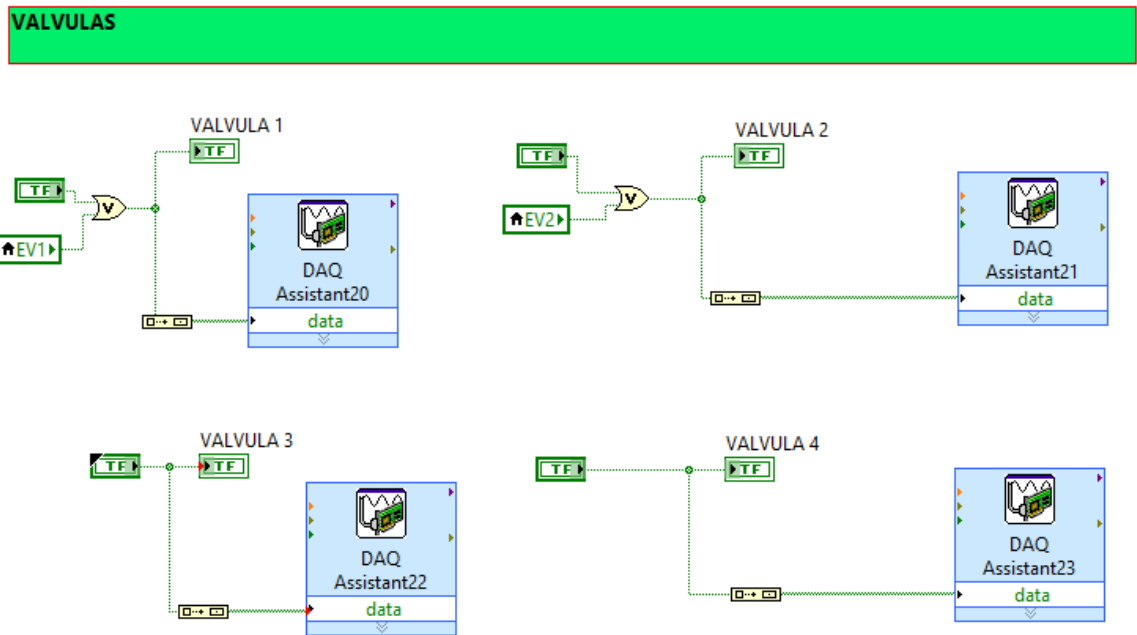 VALVULAS
VALVULA 1
TF
TF
EV1
DAQ
Assistant20
data
VALVULA 2
TF
TF
EV2
DAQ
Assistant21
data
VALVULA 3
TF
TF
DAQ
Assistant22
data
VALVULA 4
TF
TF
DAQ
Assistant23
data